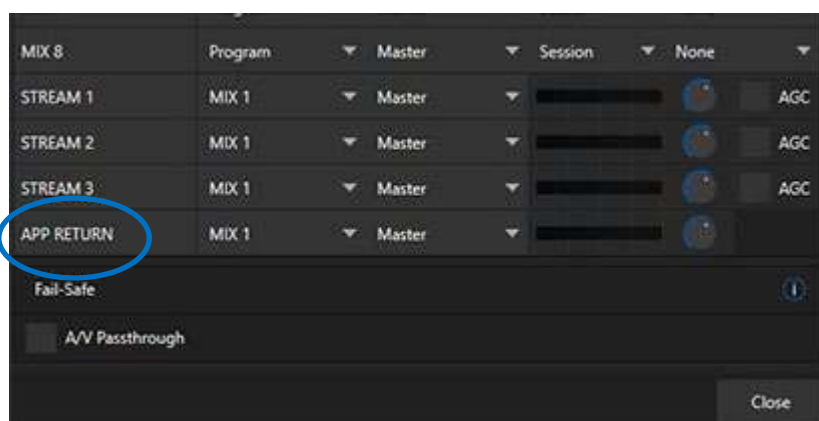 MIX 8 Program Master Session None
STREAM 1 MIX 1 Master AGC
STREAM 2 MIX 1 Master AGC
STREAM 3 MIX 1 Master AGC
APP RETURN MIX 1 Master
Fail-Safe
A/V Passthrough
Close